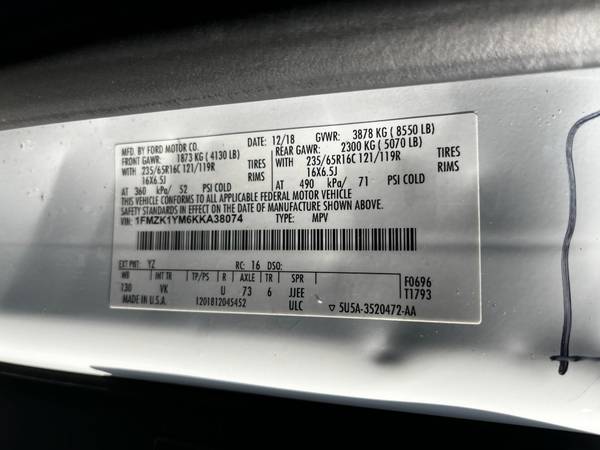 MFD. BY FORD MOTOR CO. DATE: 12/18 GVWR: 3878 KG ( 8550 LB)
FRONT GAWR: 1873 KG ( 4130 LB) REAR GAWR: 2300 KG ( 5070 LB)
WITH 235/65R16C 121/119R TIRES WITH 235/65R16C 121/119R TIRES
16X6.5J RIMS 16X6.5J RIMS
AT 360 kPa/ 52 PSI COLD AT 490 kPa/ 71 PSI COLD
THIS VEHICLE CONFORMS TO ALL APPLICABLE FEDERAL MOTOR VEHICLE
SAFETY STANDARDS IN EFFECT ON THE DATE OF MANUFACTURE SHOWN ABOVE.
VIN: 1FMZK1YM6KKA38074 TYPE: MPV
EXT PNT: YZ RC: 16 DSO:
WB INT TR TP/PS R AXLE TR SPR F0696
130 VK U 73 6 JJEE T1793
MADE IN U.S.A. 1201812045452 ULC ▽ 5U5A-3520472-AA